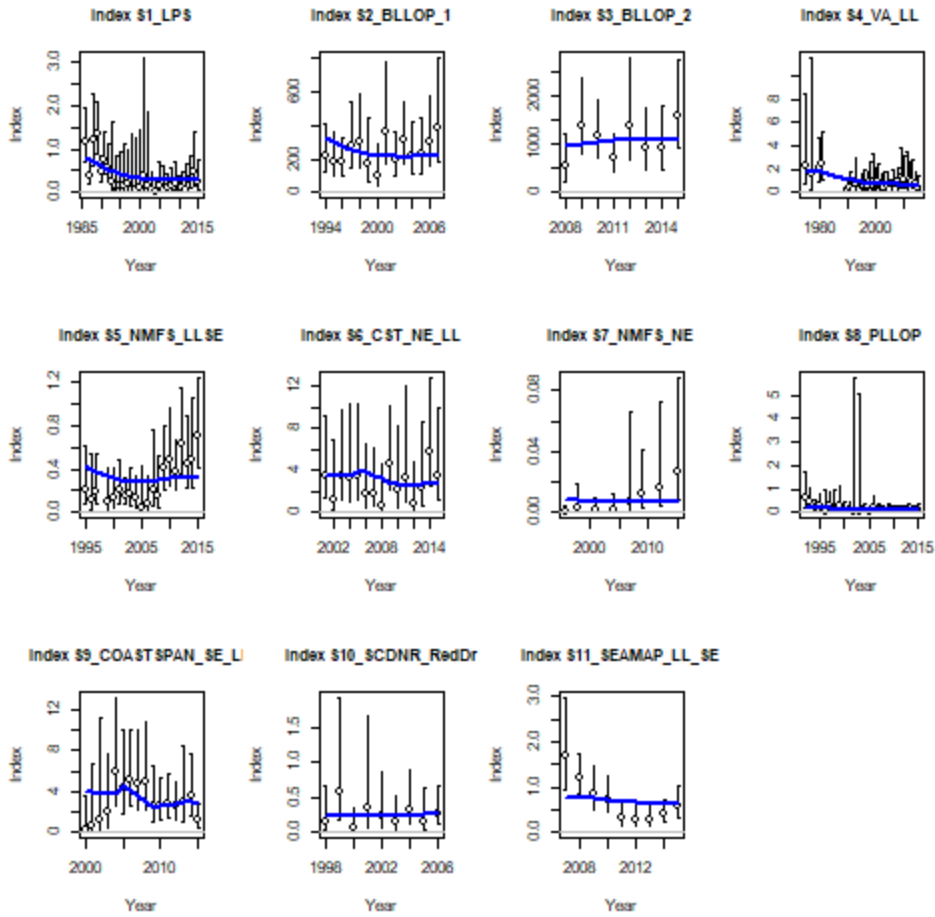 Index S1_LPS
Index
0.0 1.0 2.0 3.0
1985 2000 2015
Year
Index S2_BLLOP_1
Index
0 200 600
1994 2000 2006
Year
Index S3_BLLOP_2
Index
0 1000 2000
2008 2011 2014
Year
Index S4_VA_LL
Index
0 2 4 6 8
1980 2000
Year
Index S5_NMFS_LLSE
Index
0.0 0.4 0.8 1.2
1995 2005 2015
Year
Index S6_CST_NE_LL
Index
0 4 8 12
2002 2008 2014
Year
Index S7_NMFS_NE
Index
0.00 0.04 0.08
2000 2010
Year
Index S8_PLLOP
Index
0 1 2 3 4 5
1995 2005 2015
Year
Index S9_COASTSPAN_SE_LI
Index
0 4 8 12
2000 2010
Year
Index S10_SCDNR_RedDr
Index
0.0 0.5 1.0 1.5
1998 2002 2006
Year
Index S11_SEAMAP_LL_SE
Index
0.0 1.0 2.0 3.0
2008 2012
Year